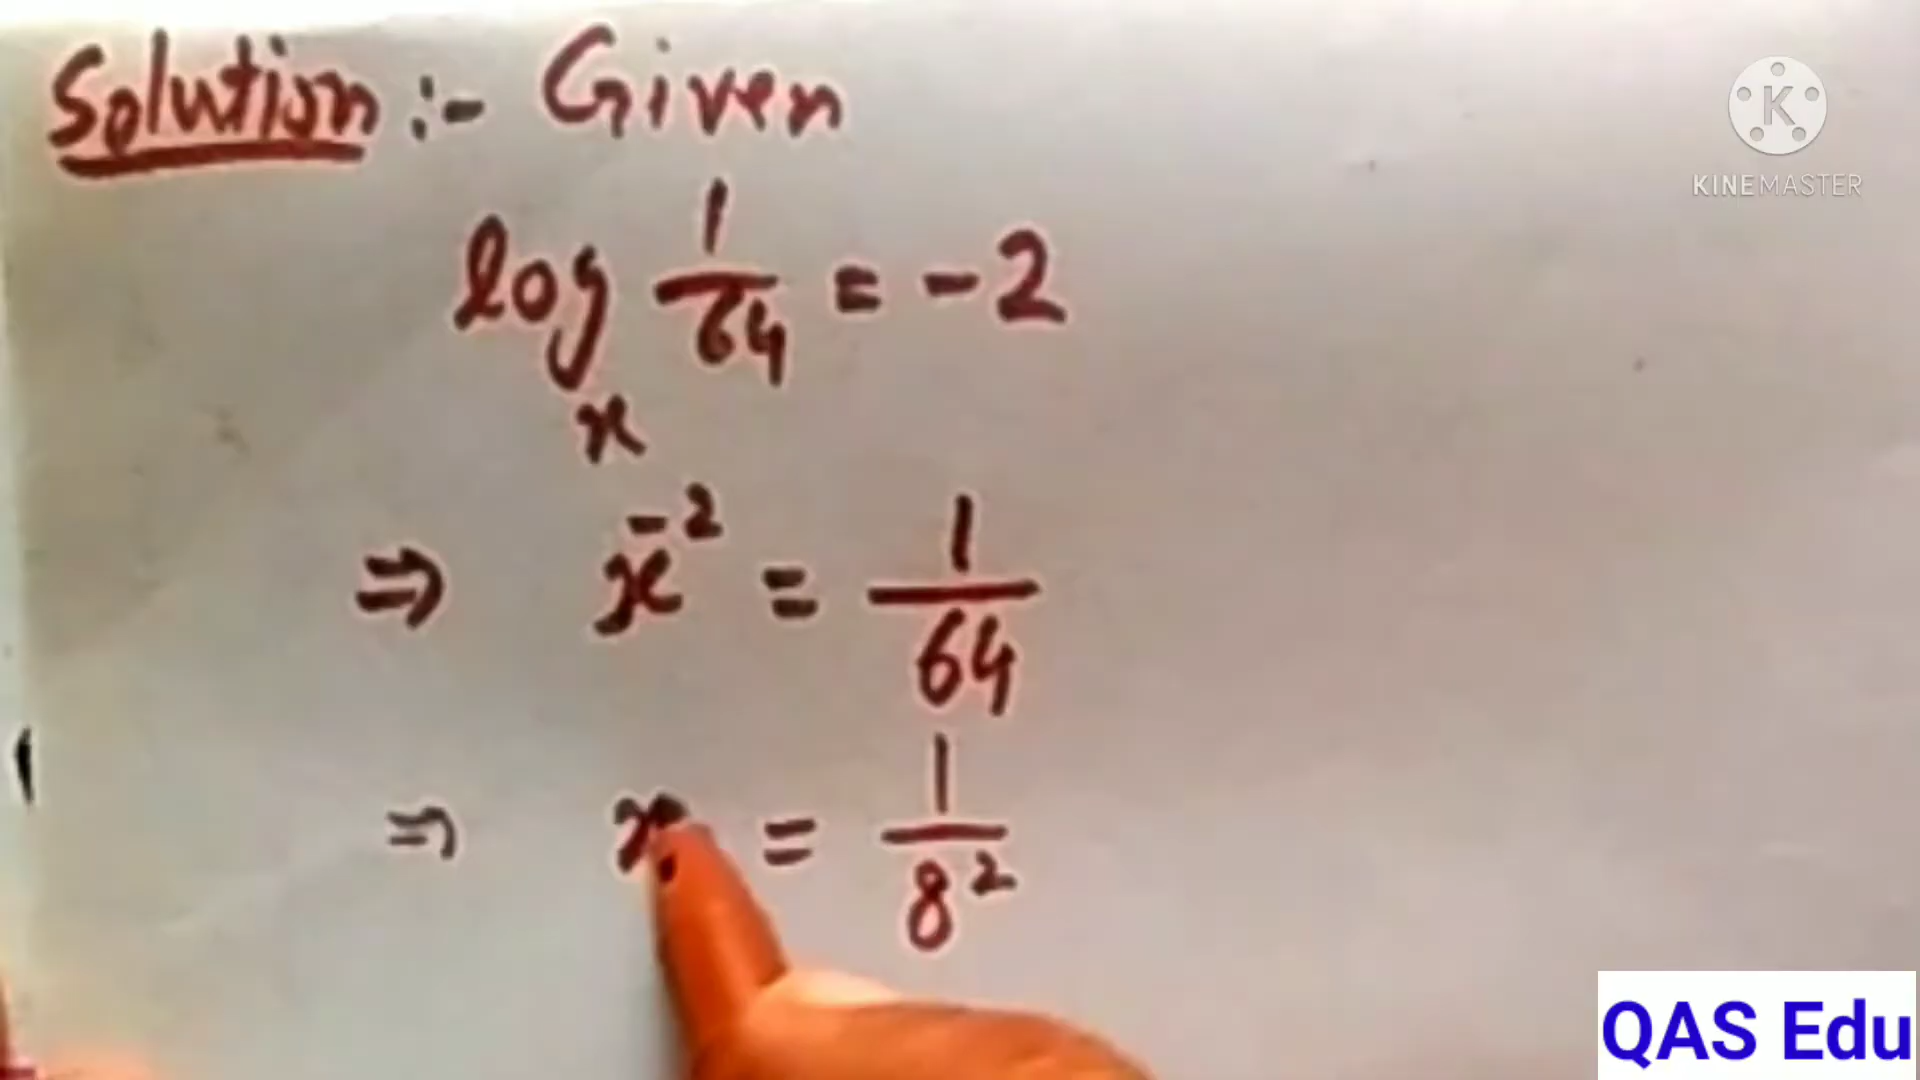 Solution :- Given
log_x 1/64 = -2
⇒ x^-2 = 1/64
⇒ x = 1/8^2
KINEMASTER
QAS Edu